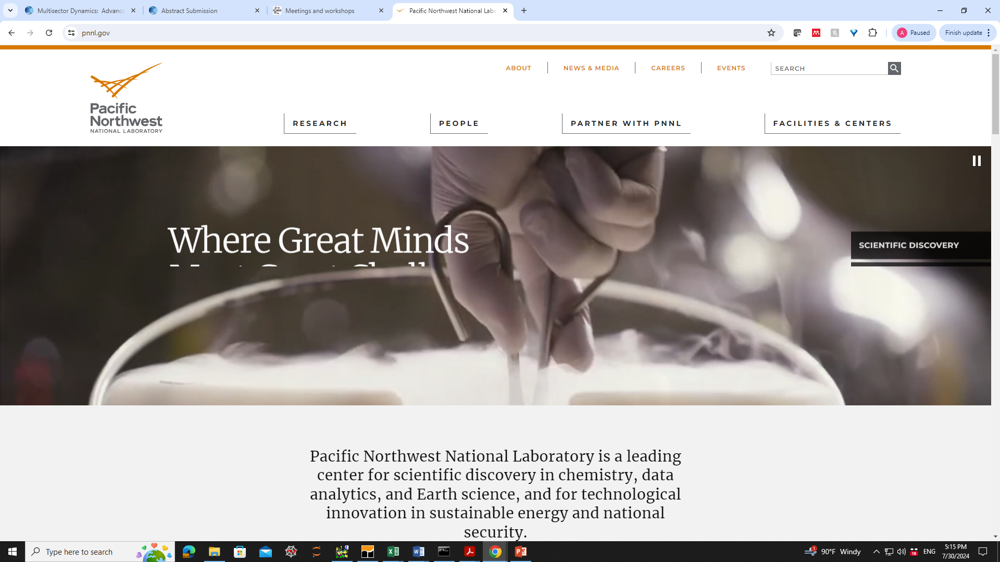 Multisector Dynamics: Advance
Abstract Submission
Meetings and workshops
Pacific Northwest National Labo
pnnl.gov
A Paused
Finish update
ABOUT
NEWS & MEDIA
CAREERS
EVENTS
SEARCH
Pacific
Northwest
NATIONAL LABORATORY
RESEARCH
PEOPLE
PARTNER WITH PNNL
FACILITIES & CENTERS
Where Great Minds
SCIENTIFIC DISCOVERY
Pacific Northwest National Laboratory is a leading
center for scientific discovery in chemistry, data
analytics, and Earth science, and for technological
innovation in sustainable energy and national
security.
Type here to search
1
90°F Windy
18
ENG
5:15 PM
7/30/2024